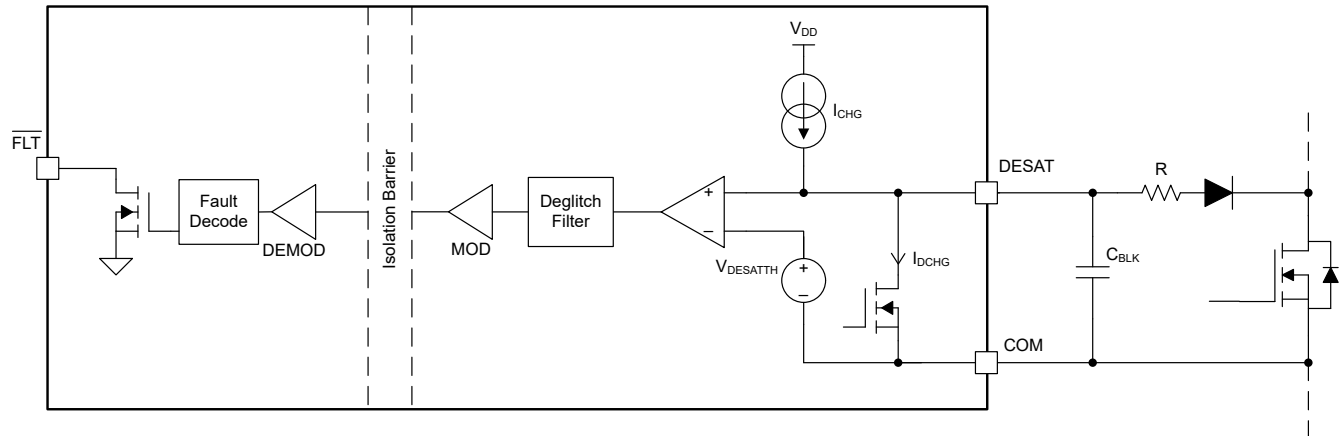 V_DD
I_CHG
FLT
DESAT
R
Fault
Decode
DEMOD
Isolation Barrier
MOD
Deglitch
Filter
+
−
V_DESATTH
+
−
I_DCHG
C_BLK
COM